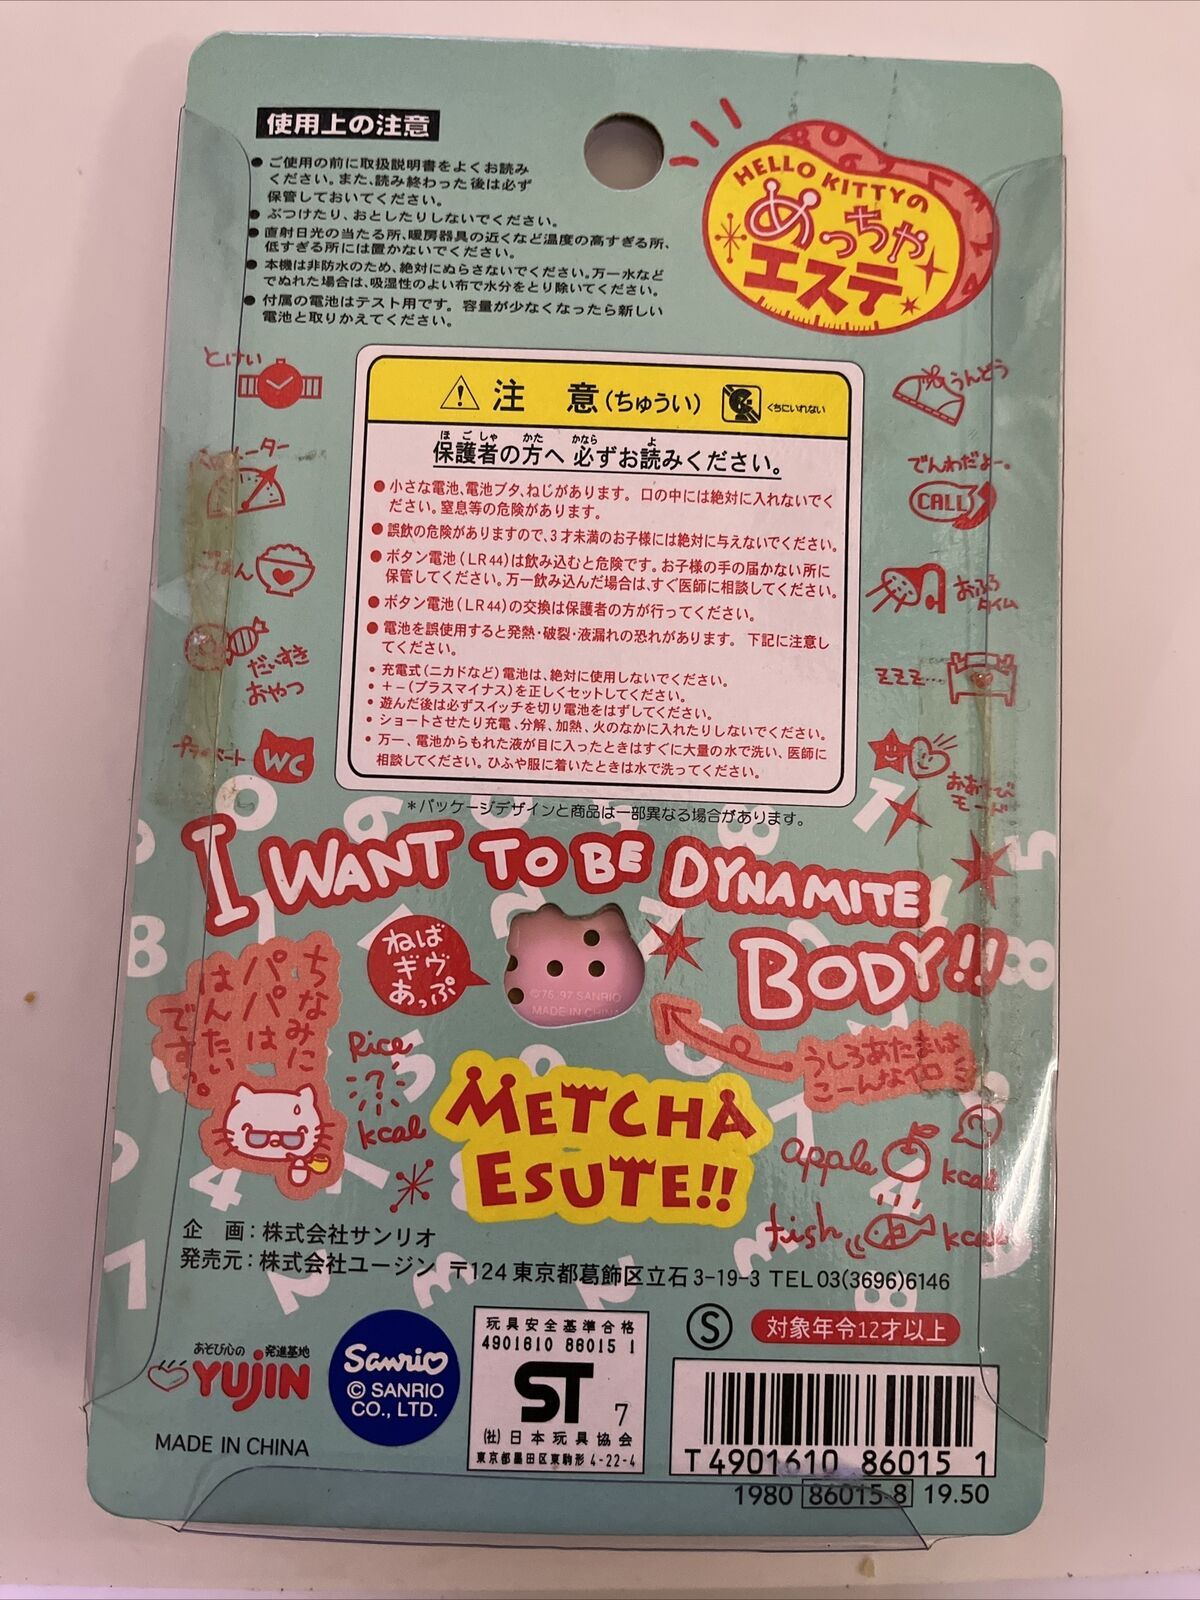 使用上の注意
●ご使用の前に取扱説明書をよくお読み
ください。また、読み終わった後は必ず
保管しておいてください。
●ぶつけたり、おとしたりしないでください。
●直射日光の当たる所、暖房器具の近くなど温度の高すぎる所、
低すぎる所には置かないでください。
●本機は非防水のため、絶対にぬらさないでください。万一水など
でぬれた場合は、吸湿性のよい布で水分をとり除いてください。
●付属の電池はテスト用です。容量が少なくなったら新しい
電池と取りかえてください。
HELLO KITTYの
めっちゃ
エステ
とけい
ーター
ん
だいすき
おやつ
WC
うんどう
でんわだよー。
CALL
おふろ
タイム
ZZZ...
モード
⚠ 注 意(ちゅうい) くちにいれない
ほごしゃ かた かなら よ
保護者の方へ 必ずお読みください。
●小さな電池、電池ブタ、ねじがあります。口の中には絶対に入れないでく
ださい。窒息等の危険があります。
●誤飲の危険がありますので、3才未満のお子様には絶対に与えないでください。
●ボタン電池(LR44)は飲み込むと危険です。お子様の手の届かない所に
保管してください。万一飲み込んだ場合は、すぐ医師に相談してください。
●ボタン電池(LR44)の交換は保護者の方が行ってください。
●電池を誤使用すると発熱・破裂・液漏れの恐れがあります。下記に注意し
てください。
・充電式(ニカドなど)電池は、絶対に使用しないでください。
・+-(プラスマイナス)を正しくセットしてください。
・遊んだ後は必ずスイッチを切り電池をはずしてください。
・ショートさせたり充電、分解、加熱、火のなかに入れたりしないでください。
・万一、電池からもれた液が目に入ったときはすぐに大量の水で洗い、医師に
相談してください。ひふや服に着いたときは水で洗ってください。
*パッケージデザインと商品は一部異なる場合があります。
I WANT TO BE DYNAMITE
BODY!!
ねば
ギヴ
あっぷ
©'76,'97 SANRIO
MADE IN CHINA
ちなみに
パパは
はんたい
です。
うしろあたまは
こーんなイロ
Rice
?
kcal
METCHA
ESUTE!!
apple kcal
fish kcal
企 画:株式会社サンリオ
発売元:株式会社ユージン 〒124 東京都葛飾区立石3-19-3 TEL 03(3696)6146
あそび心の 発進基地
YUJIN
MADE IN CHINA
Sanrio
© SANRIO
CO., LTD.
玩具安全基準合格
4901610 86015 1
ST 7
(社)日本玩具協会
東京都墨田区東駒形 4-22-4
S 対象年令12才以上
T 4901610 86015 1
1980 86015-8 19.50